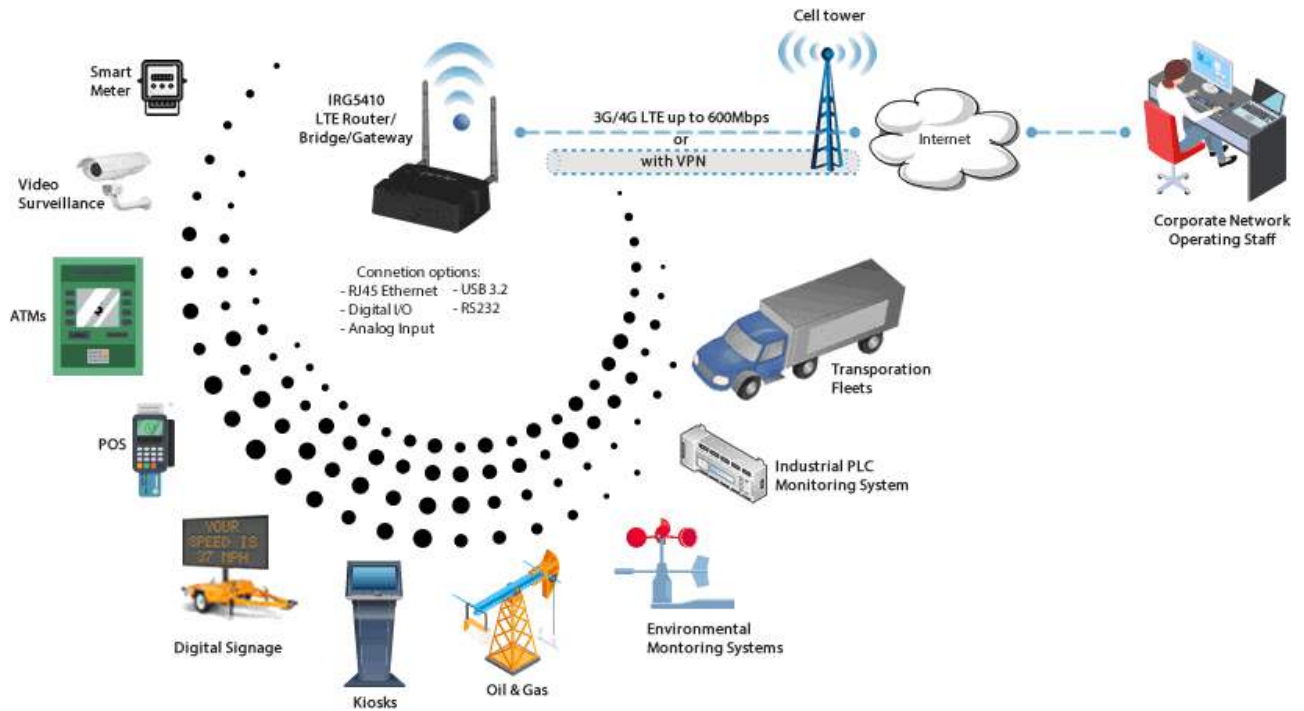 Cell tower
Smart
Meter
IRG5410
LTE Router/
Bridge/Gateway
3G/4G LTE up to 600Mbps
or
with VPN
Internet
Corporate Network
Operating Staff
Video
Surveillance
Connetion options:
- RJ45 Ethernet - USB 3.2
- Digital I/O - RS232
- Analog Input
ATMs
Transporation
Fleets
POS
Industrial PLC
Monitoring System
YOUR
SPEED IS
37 MPH
Digital Signage
Kiosks
Oil & Gas
Environmental
Montoring Systems